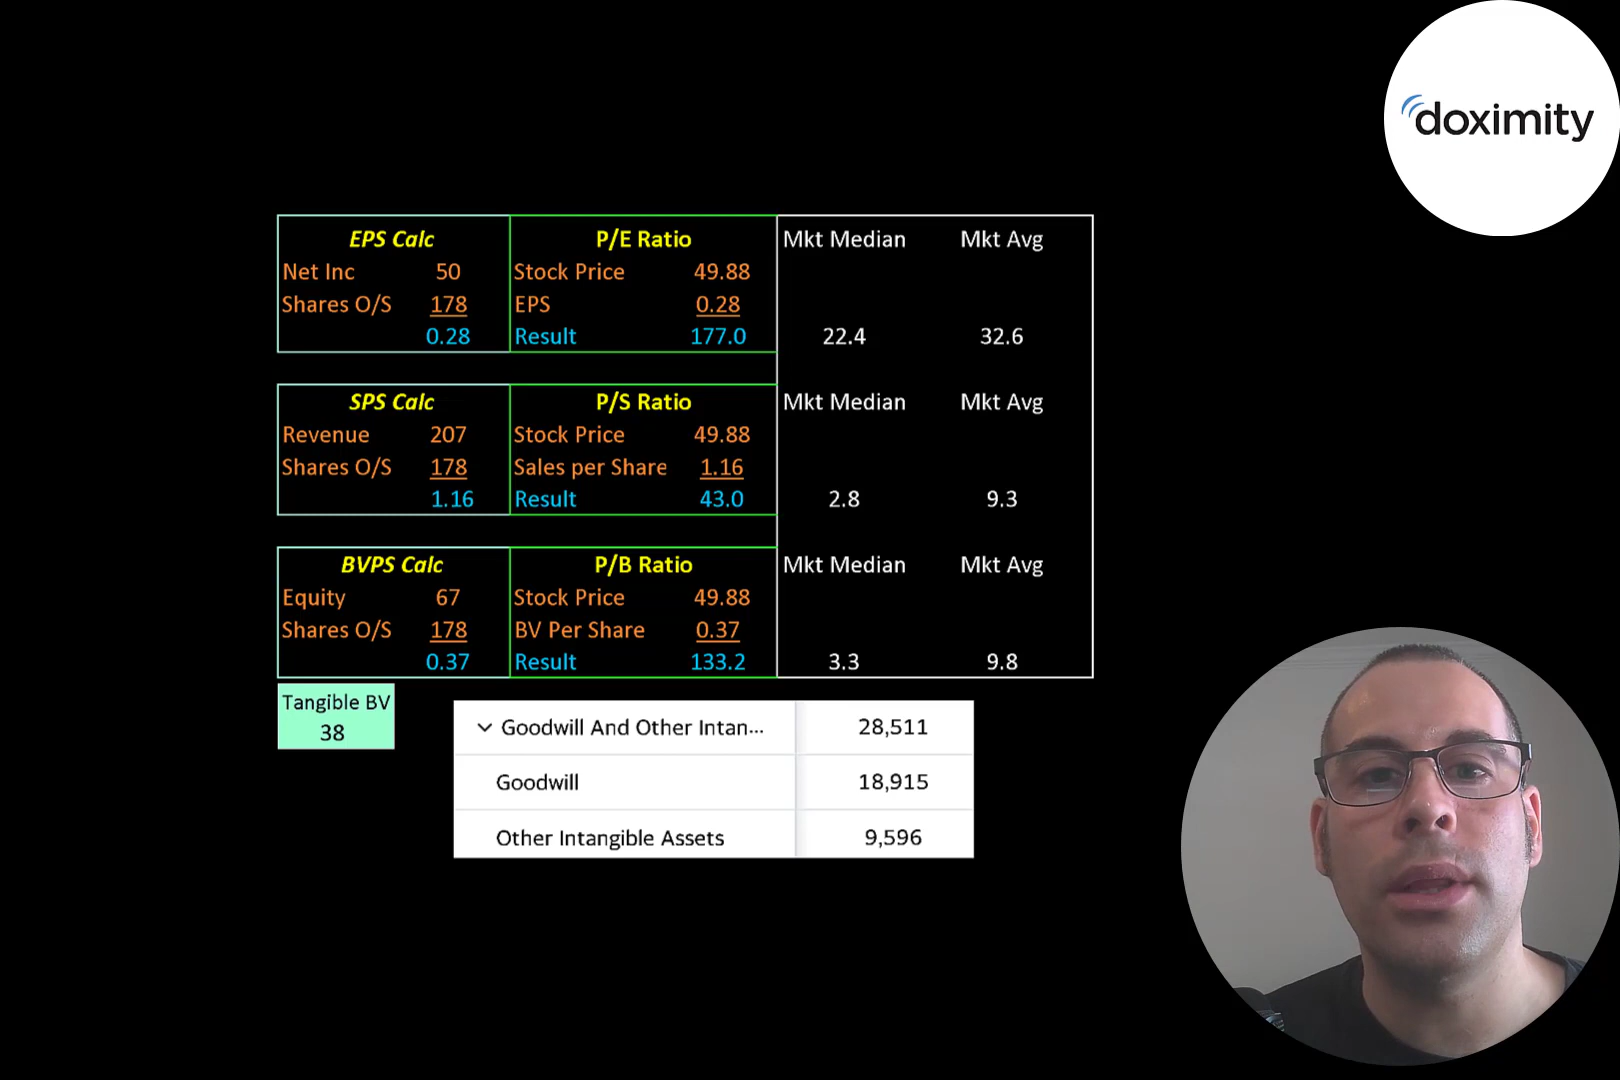 doximity
EPS Calc P/E Ratio Mkt Median Mkt Avg
Net Inc 50 Stock Price 49.88
Shares O/S 178 EPS 0.28
0.28 Result 177.0 22.4 32.6
SPS Calc P/S Ratio Mkt Median Mkt Avg
Revenue 207 Stock Price 49.88
Shares O/S 178 Sales per Share 1.16
1.16 Result 43.0 2.8 9.3
BVPS Calc P/B Ratio Mkt Median Mkt Avg
Equity 67 Stock Price 49.88
Shares O/S 178 BV Per Share 0.37
0.37 Result 133.2 3.3 9.8
Tangible BV
38
Goodwill And Other Intan... 28,511
Goodwill 18,915
Other Intangible Assets 9,596